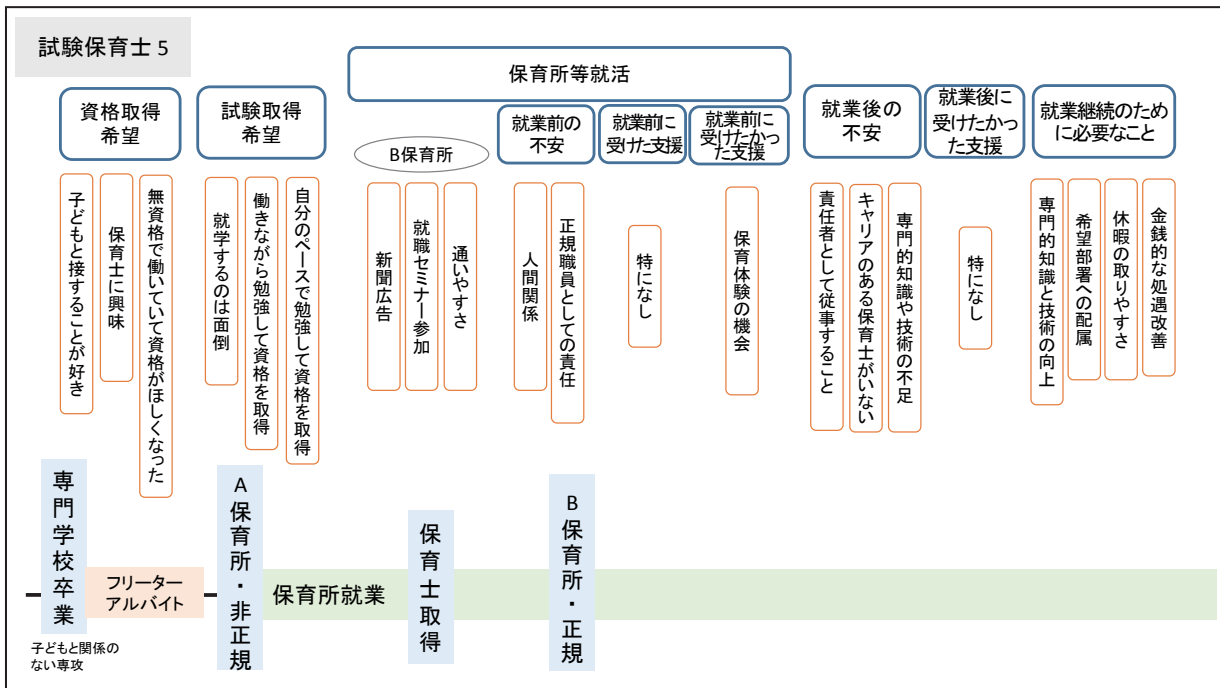 試験保育士 5
資格取得
希望
子どもと接することが好き
保育士に興味
無資格で働いていて資格がほしくなった
試験取得
希望
就学するのは面倒
働きながら勉強して資格を取得
自分のペースで勉強して資格を取得
保育所等就活
B保育所
新聞広告
就職セミナー参加
通いやすさ
就業前の
不安
人間関係
正規職員としての責任
就業前に
受けた支援
特になし
就業前に
受けたかっ
た支援
保育体験の機会
就業後の
不安
責任者として従事すること
キャリアのある保育士がいない
専門的知識や技術の不足
就業後に
受けたかっ
た支援
特になし
就業継続のため
に必要なこと
専門的知識と技術の向上
希望部署への配属
休暇の取りやすさ
金銭的な処遇改善
専門学校卒業
子どもと関係の
ない専攻
フリーター
アルバイト
A保育所・非正規
保育所就業
保育士取得
B保育所・正規